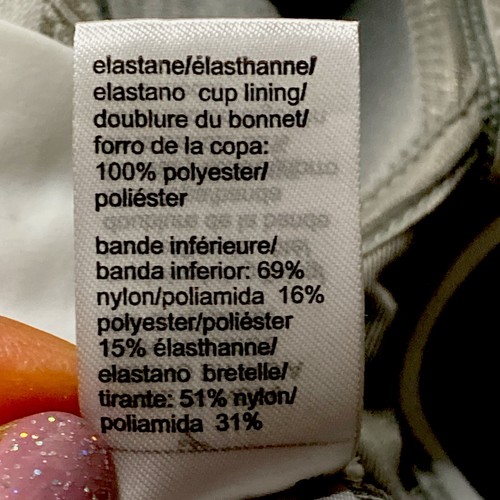 elastane/élasthanne/
elastano cup lining/
doublure du bonnet/
forro de la copa:
100% polyester/
poliéster
bande inférieure/
banda inferior: 69%
nylon/poliamida 16%
polyester/poliéster
15% élasthanne/
elastano bretelle/
tirante: 51% nylon/
poliamida 31%